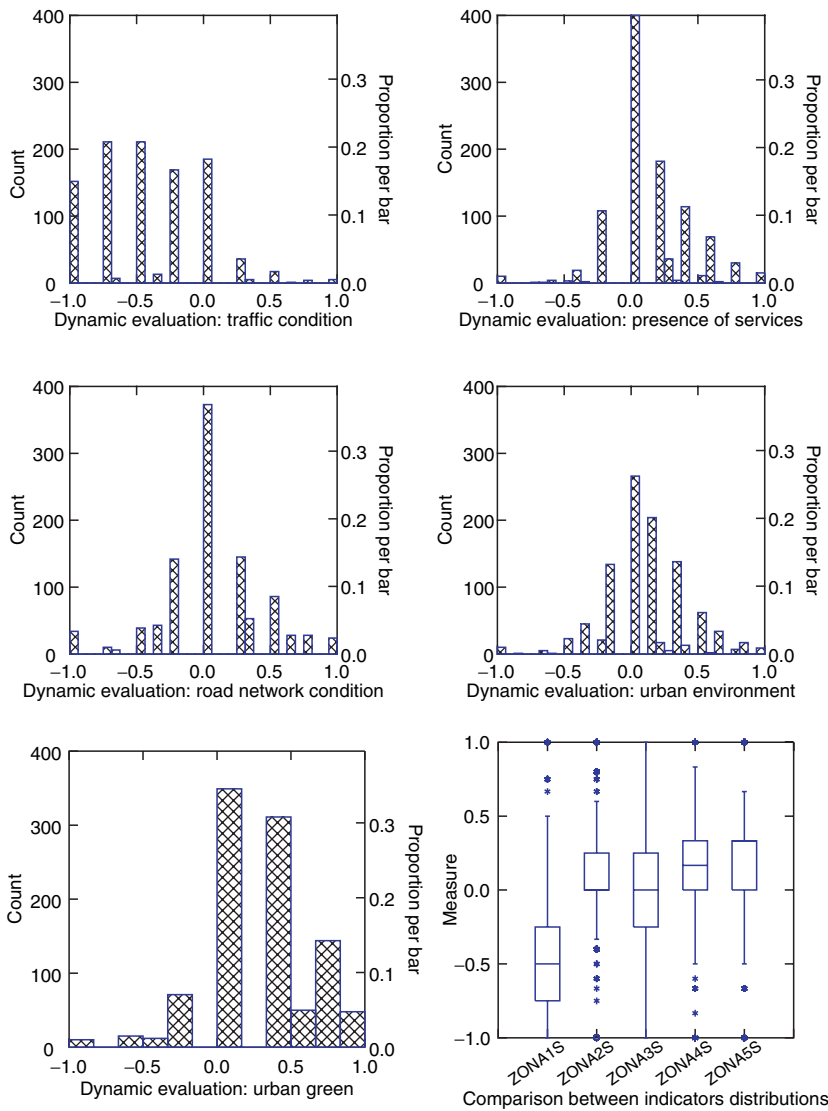 400
300
200
100
0
Count
0.3
0.2
0.1
0.0
Proportion per bar
−1.0 −0.5 0.0 0.5 1.0
Dynamic evaluation: traffic condition
400
300
200
100
0
Count
0.3
0.2
0.1
0.0
Proportion per bar
−1.0 −0.5 0.0 0.5 1.0
Dynamic evaluation: presence of services
400
300
200
100
0
Count
0.3
0.2
0.1
0.0
Proportion per bar
−1.0 −0.5 0.0 0.5 1.0
Dynamic evaluation: road network condition
400
300
200
100
0
Count
0.3
0.2
0.1
0.0
Proportion per bar
−1.0 −0.5 0.0 0.5 1.0
Dynamic evaluation: urban environment
400
300
200
100
0
Count
0.3
0.2
0.1
0.0
Proportion per bar
−1.0 −0.5 0.0 0.5 1.0
Dynamic evaluation: urban green
1.0
0.5
0.0
−0.5
−1.0
Measure
ZONA1S ZONA2S ZONA3S ZONA4S ZONA5S
Comparison between indicators distributions